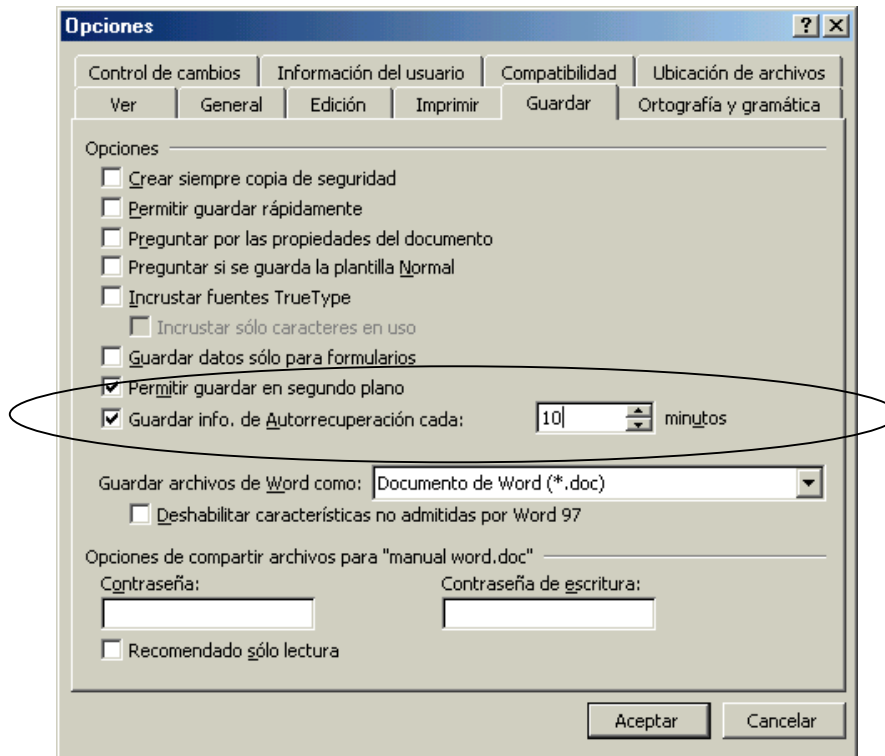 Opciones
Control de cambios Información del usuario Compatibilidad Ubicación de archivos
Ver General Edición Imprimir Guardar Ortografía y gramática
Opciones
Crear siempre copia de seguridad
Permitir guardar rápidamente
Preguntar por las propiedades del documento
Preguntar si se guarda la plantilla Normal
Incrustar fuentes TrueType
Incrustar sólo caracteres en uso
Guardar datos sólo para formularios
Permitir guardar en segundo plano
Guardar info. de Autorrecuperación cada: 10 minutos
Guardar archivos de Word como: Documento de Word (*.doc)
Deshabilitar características no admitidas por Word 97
Opciones de compartir archivos para "manual word.doc"
Contraseña: Contraseña de escritura:
Recomendado sólo lectura
Aceptar Cancelar